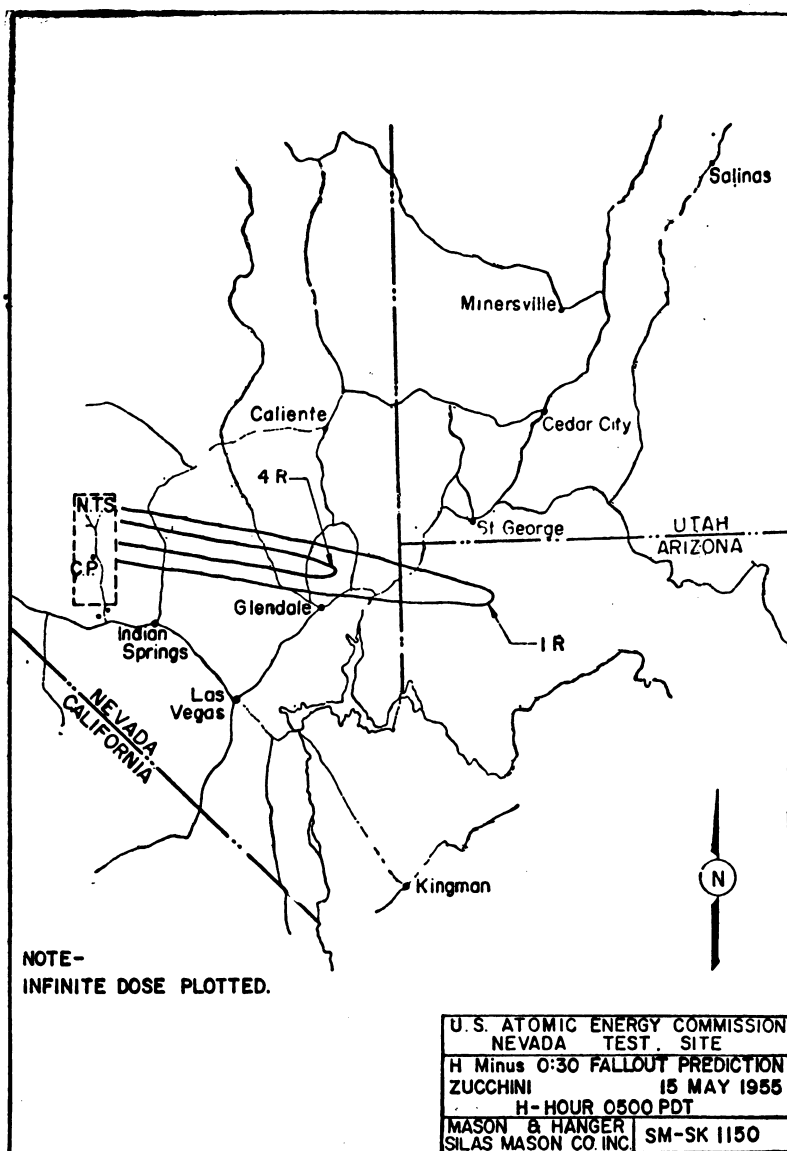 Salinas
Minersville
Caliente
Cedar City
4 R
N.T.S.
St George
UTAH
ARIZONA
C.P.
Glendale
Indian
Springs
1 R
Las
Vegas
NEVADA
CALIFORNIA
Kingman
N
NOTE-
INFINITE DOSE PLOTTED.
U.S. ATOMIC ENERGY COMMISSION
NEVADA TEST. SITE
H Minus 0:30 FALLOUT PREDICTION
ZUCCHINI 15 MAY 1955
H-HOUR 0500 PDT
MASON & HANGER
SILAS MASON CO. INC.
SM-SK 1150